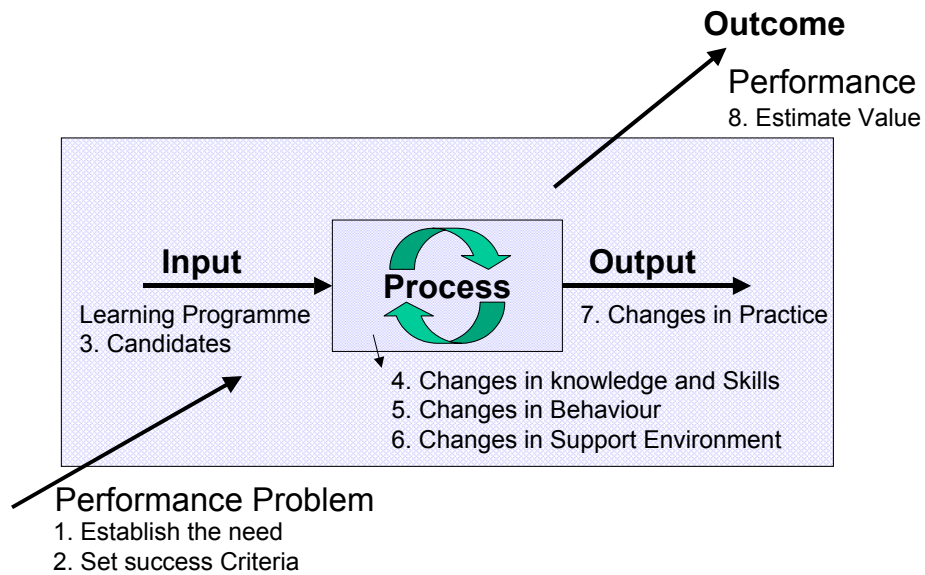 Outcome
Performance
8. Estimate Value
Input
Process
Output
Learning Programme
3. Candidates
7. Changes in Practice
4. Changes in knowledge and Skills
5. Changes in Behaviour
6. Changes in Support Environment
Performance Problem
1. Establish the need
2. Set success Criteria